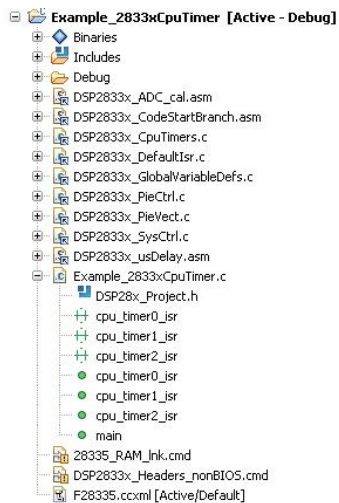 Example_2833xCpuTimer [Active - Debug]
Binaries
Includes
Debug
DSP2833x_ADC_cal.asm
DSP2833x_CodeStartBranch.asm
DSP2833x_CpuTimers.c
DSP2833x_DefaultIsr.c
DSP2833x_GlobalVariableDefs.c
DSP2833x_PieCtrl.c
DSP2833x_PieVect.c
DSP2833x_SysCtrl.c
DSP2833x_usDelay.asm
Example_2833xCpuTimer.c
DSP28x_Project.h
cpu_timer0_isr
cpu_timer1_isr
cpu_timer2_isr
cpu_timer0_isr
cpu_timer1_isr
cpu_timer2_isr
main
28335_RAM_lnk.cmd
DSP2833x_Headers_nonBIOS.cmd
F28335.ccxml [Active/Default]